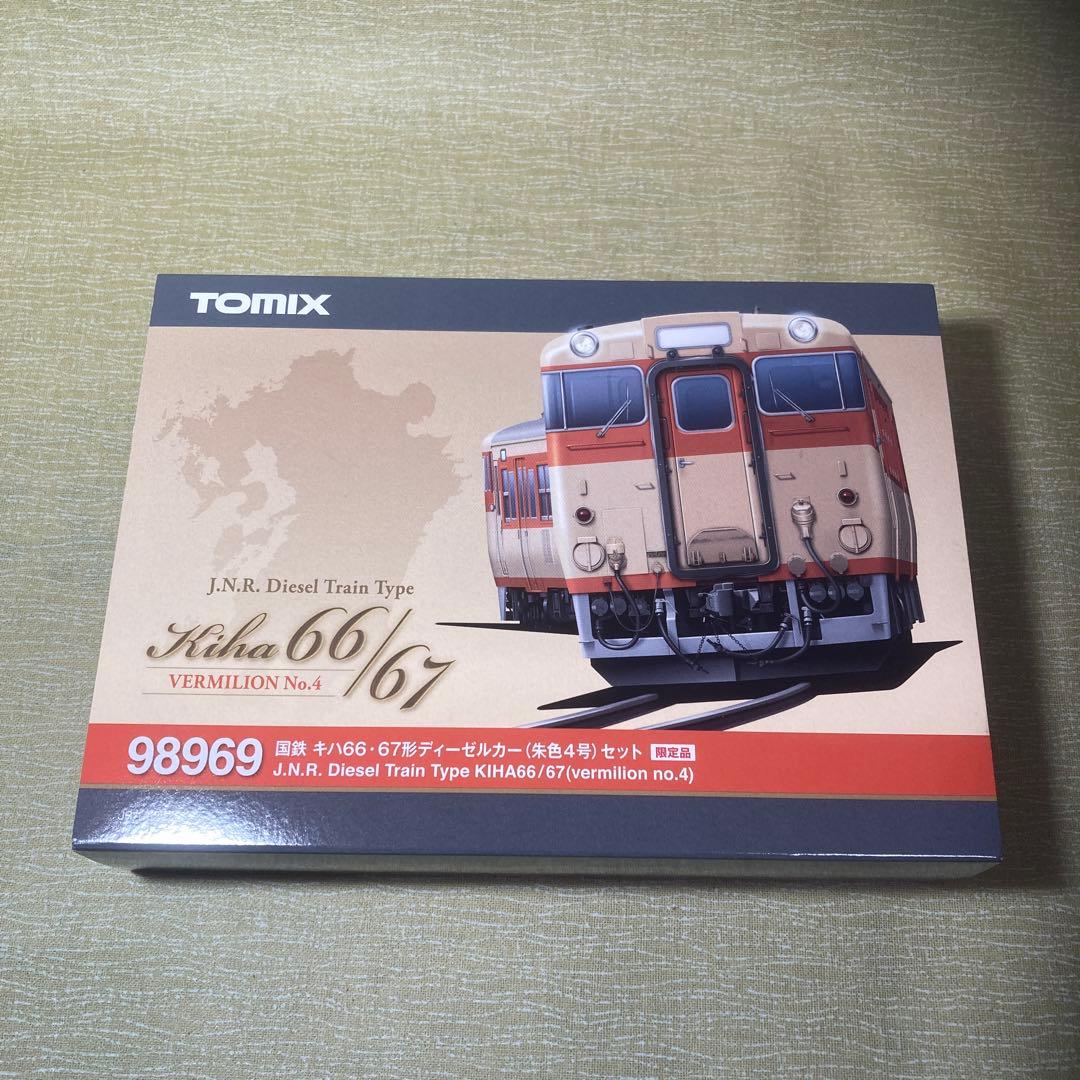 TOMIX
J.N.R. Diesel Train Type
Kiha 66/67
VERMILION No.4
98969
国鉄 キハ66・67形ディーゼルカー(朱色4号)セット 限定品
J.N.R. Diesel Train Type KIHA66/67(vermilion no.4)